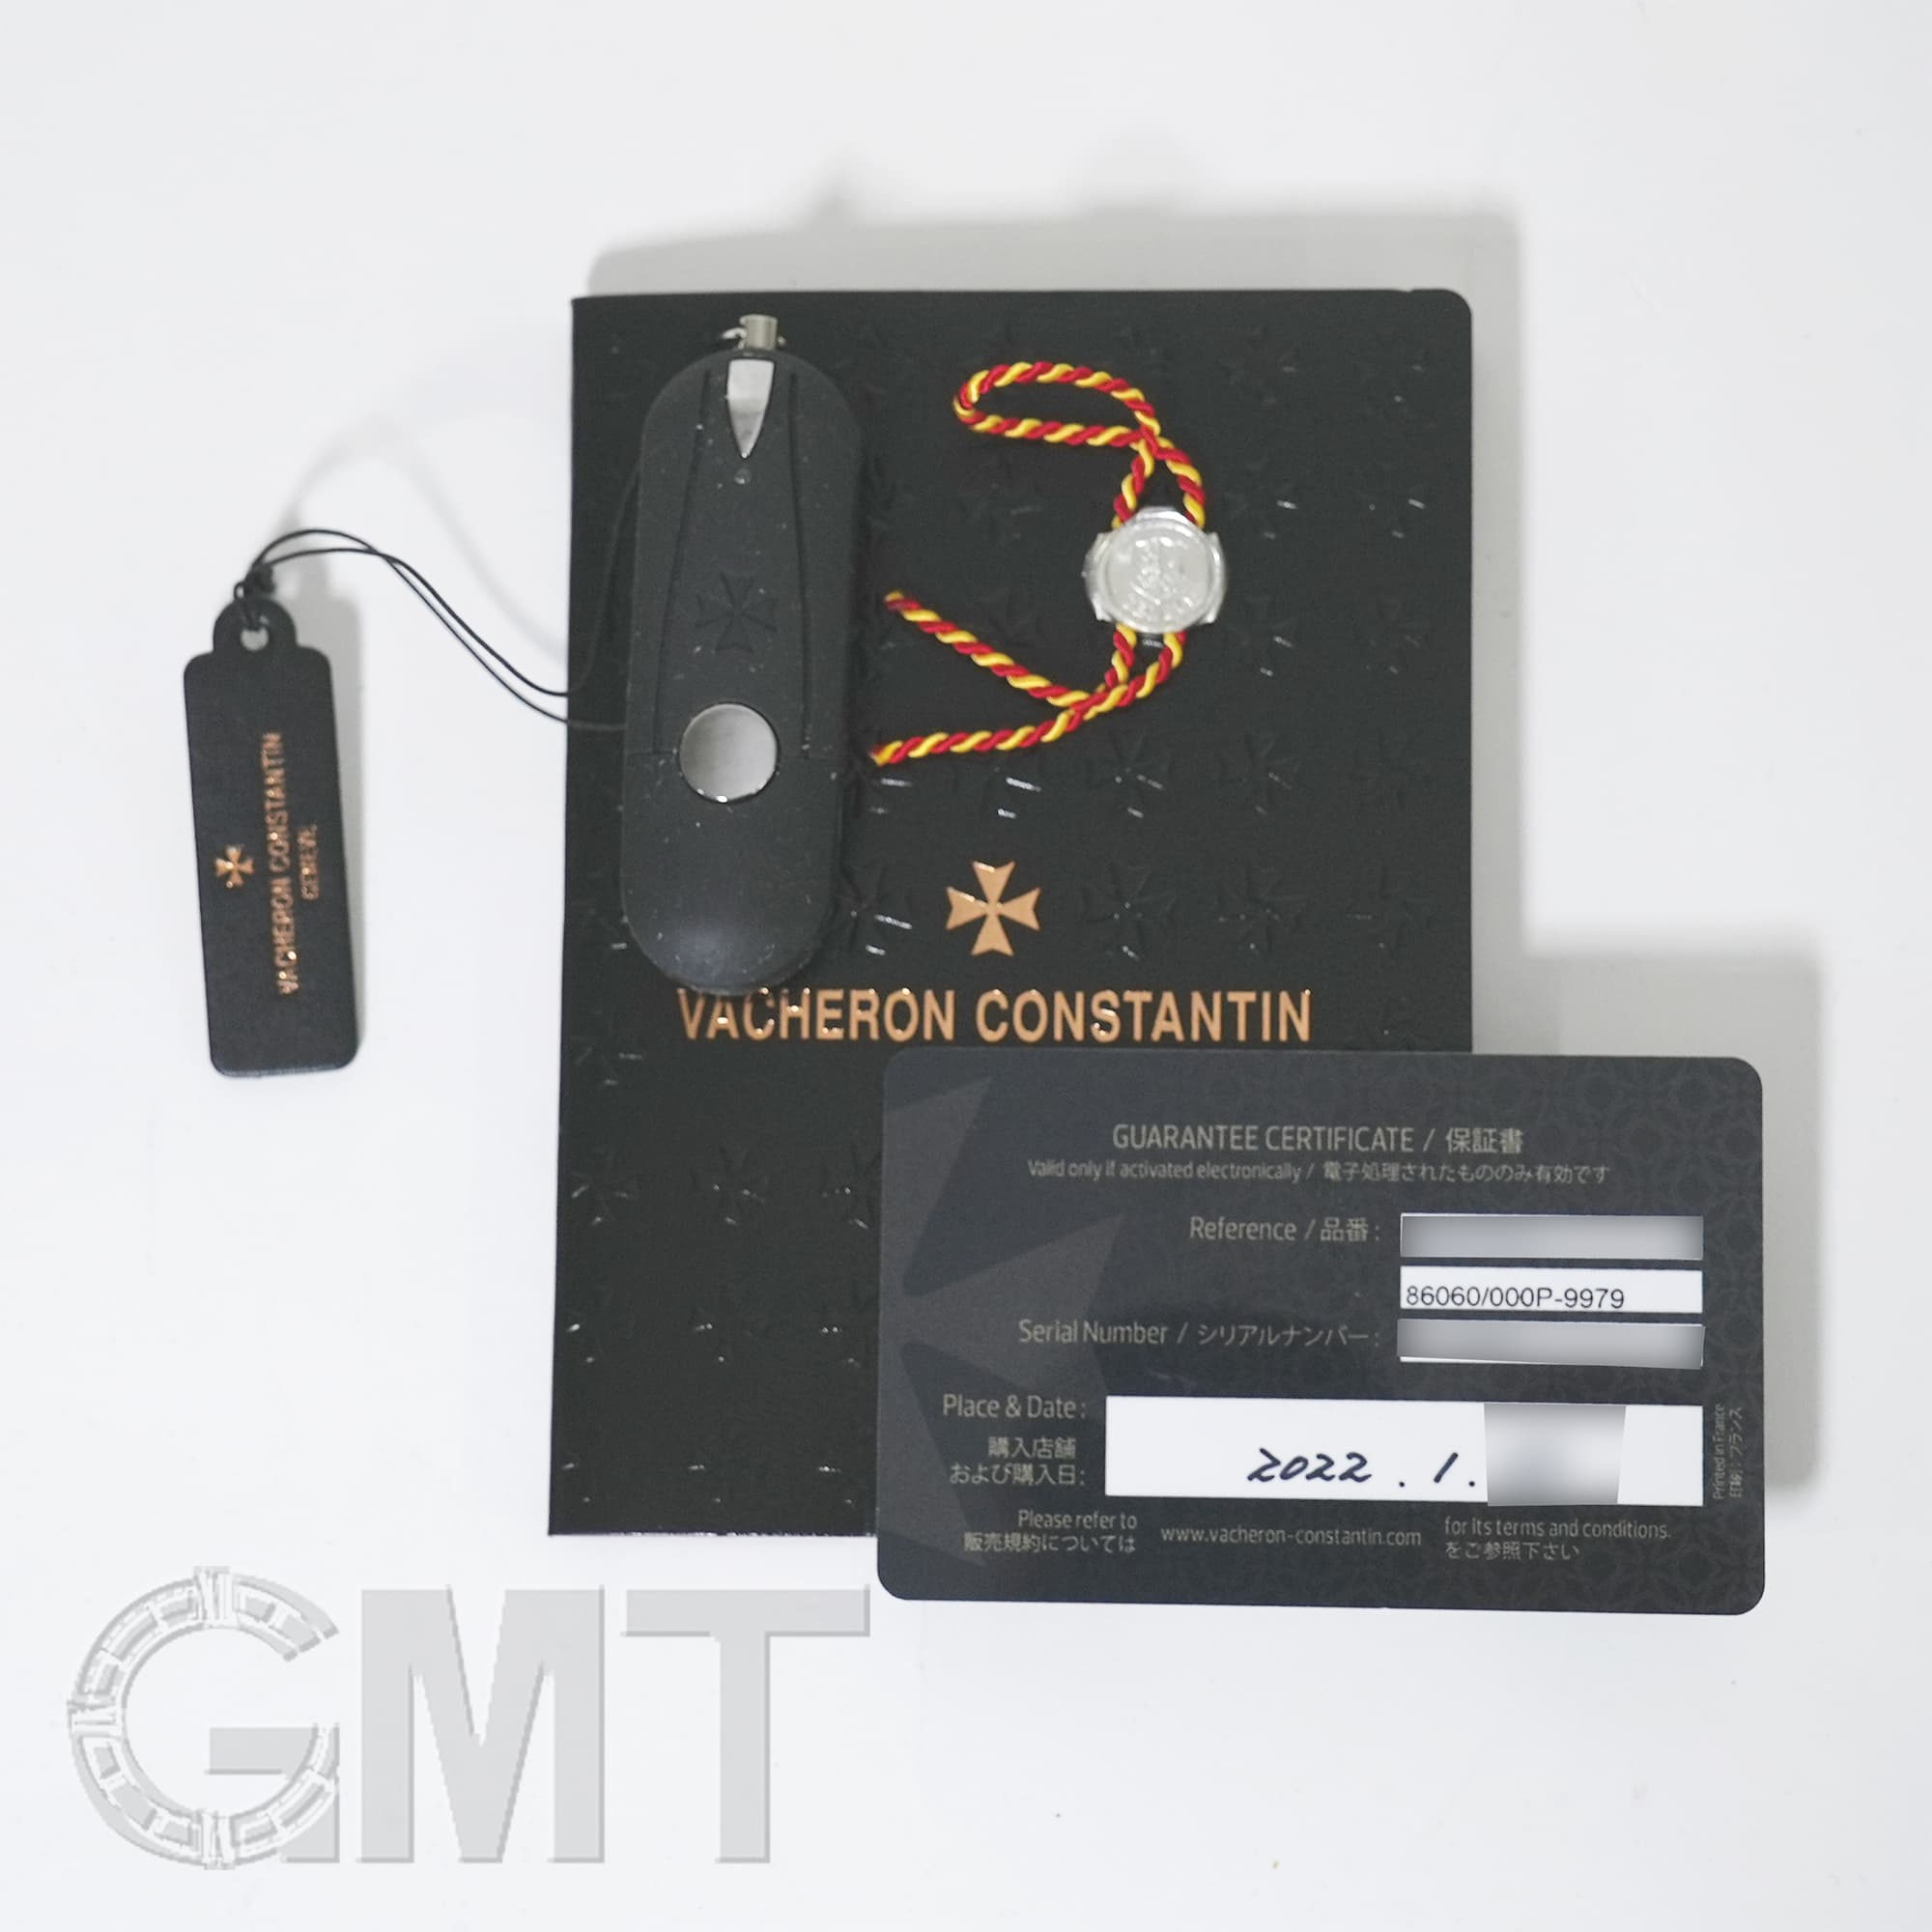 VACHERON CONSTANTIN
GENEVE
VACHERON CONSTANTIN
GUARANTEE CERTIFICATE / 保証書
Valid only if activated electronically / 電子処理されたもののみ有効です
Reference / 品番 :
86060/000P-9979
Serial Number / シリアルナンバー :
Place & Date :
購入店舗
および購入日:
2022 . 1 .
Printed in France
印刷：フランス
Please refer to
販売規約については
www.vacheron-constantin.com
for its terms and conditions.
をご参照下さい
GMT